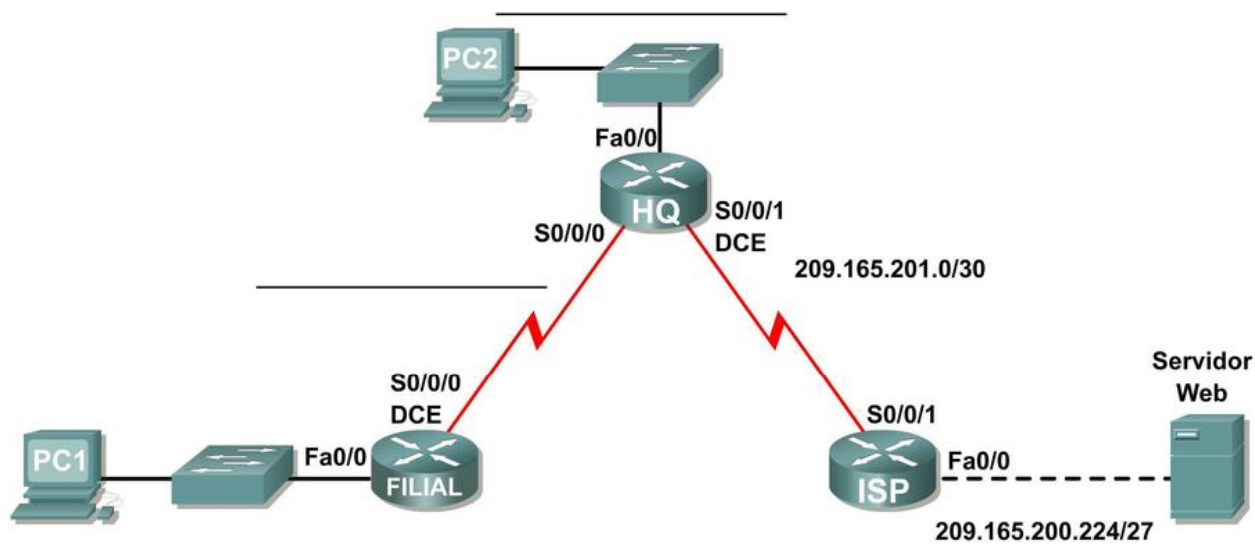 PC2
Fa0/0
HQ
S0/0/0
S0/0/1
DCE
209.165.201.0/30
S0/0/0
DCE
PC1
Fa0/0
FILIAL
S0/0/1
ISP
Fa0/0
Servidor
Web
209.165.200.224/27